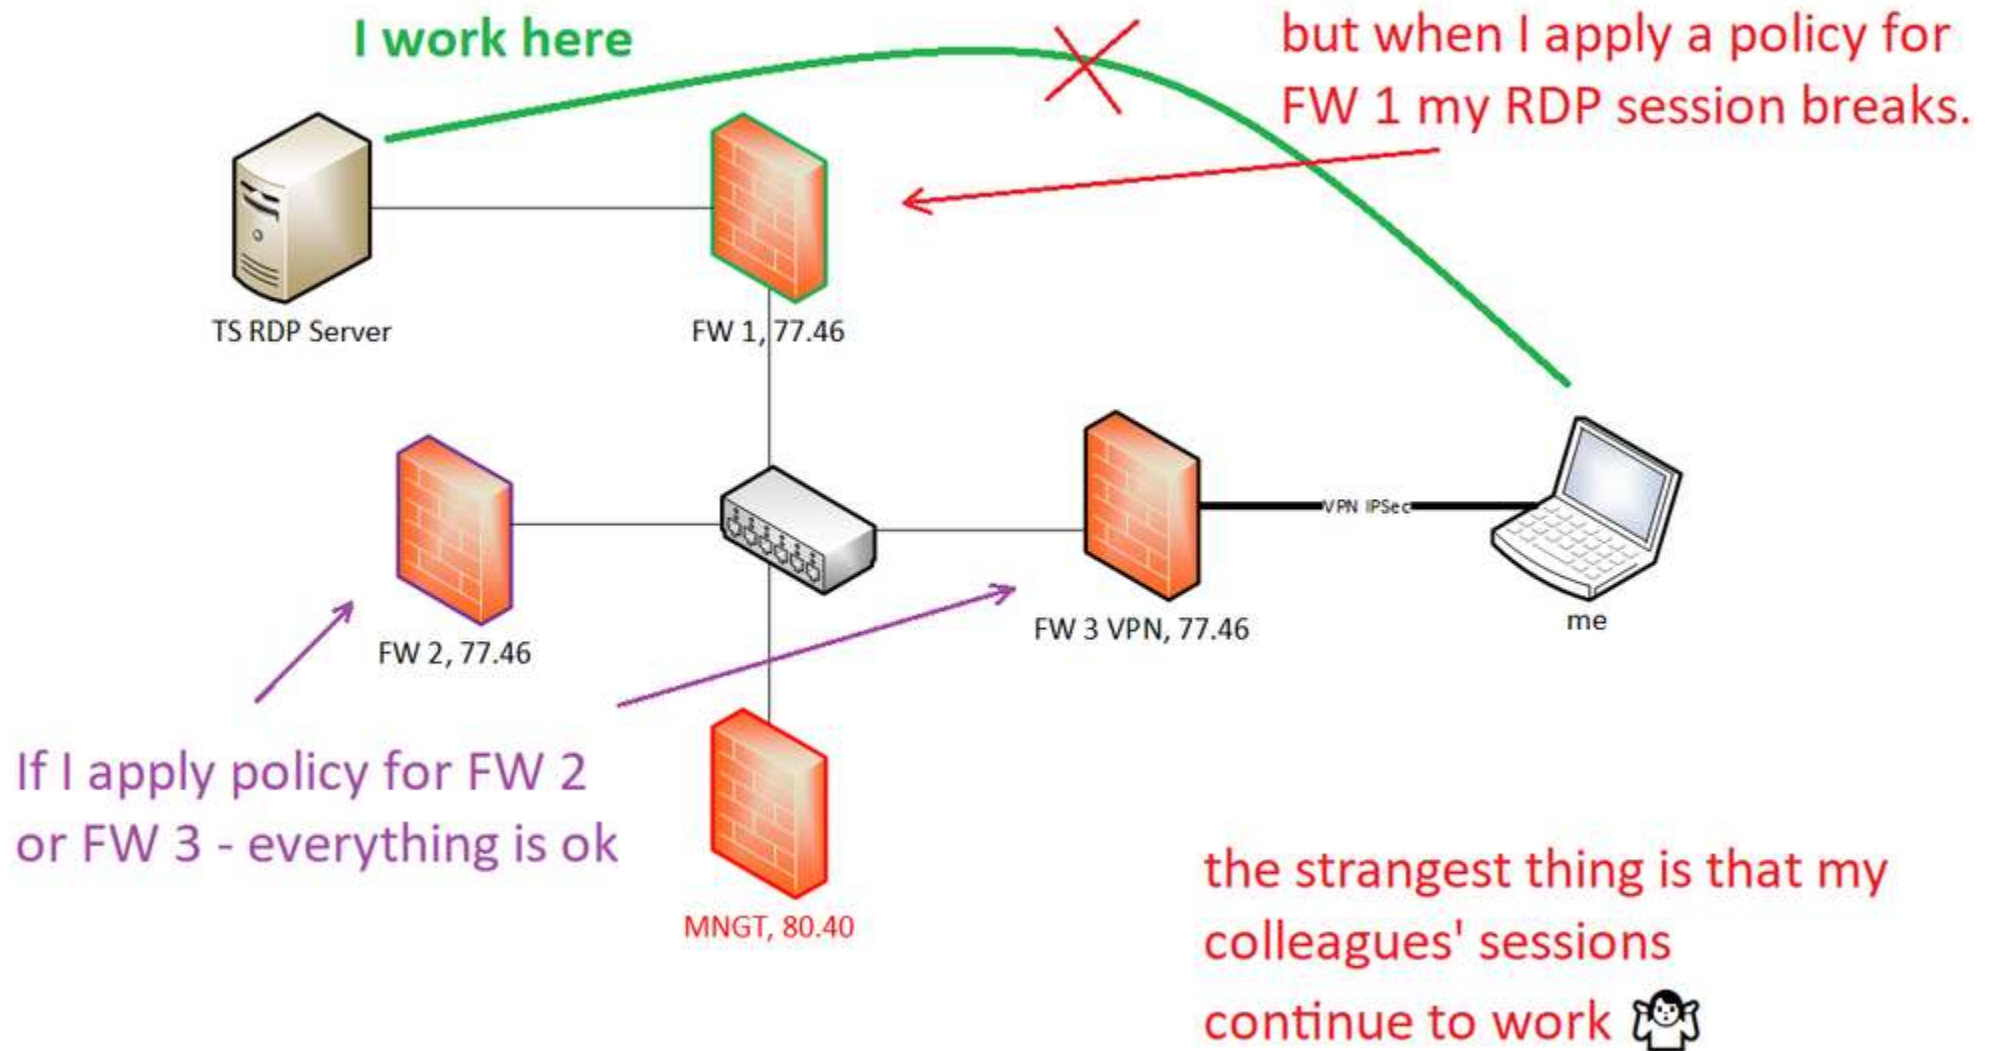 I work here
but when I apply a policy for
FW 1 my RDP session breaks.
TS RDP Server
FW 1, 77.46
VPN IPSec
me
FW 3 VPN, 77.46
FW 2, 77.46
If I apply policy for FW 2
or FW 3 - everything is ok
MNGT, 80.40
the strangest thing is that my
colleagues' sessions
continue to work